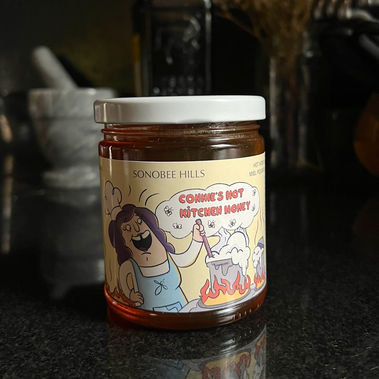 SONOBEE HILLS
CONNIE'S HOT
KITCHEN HONEY